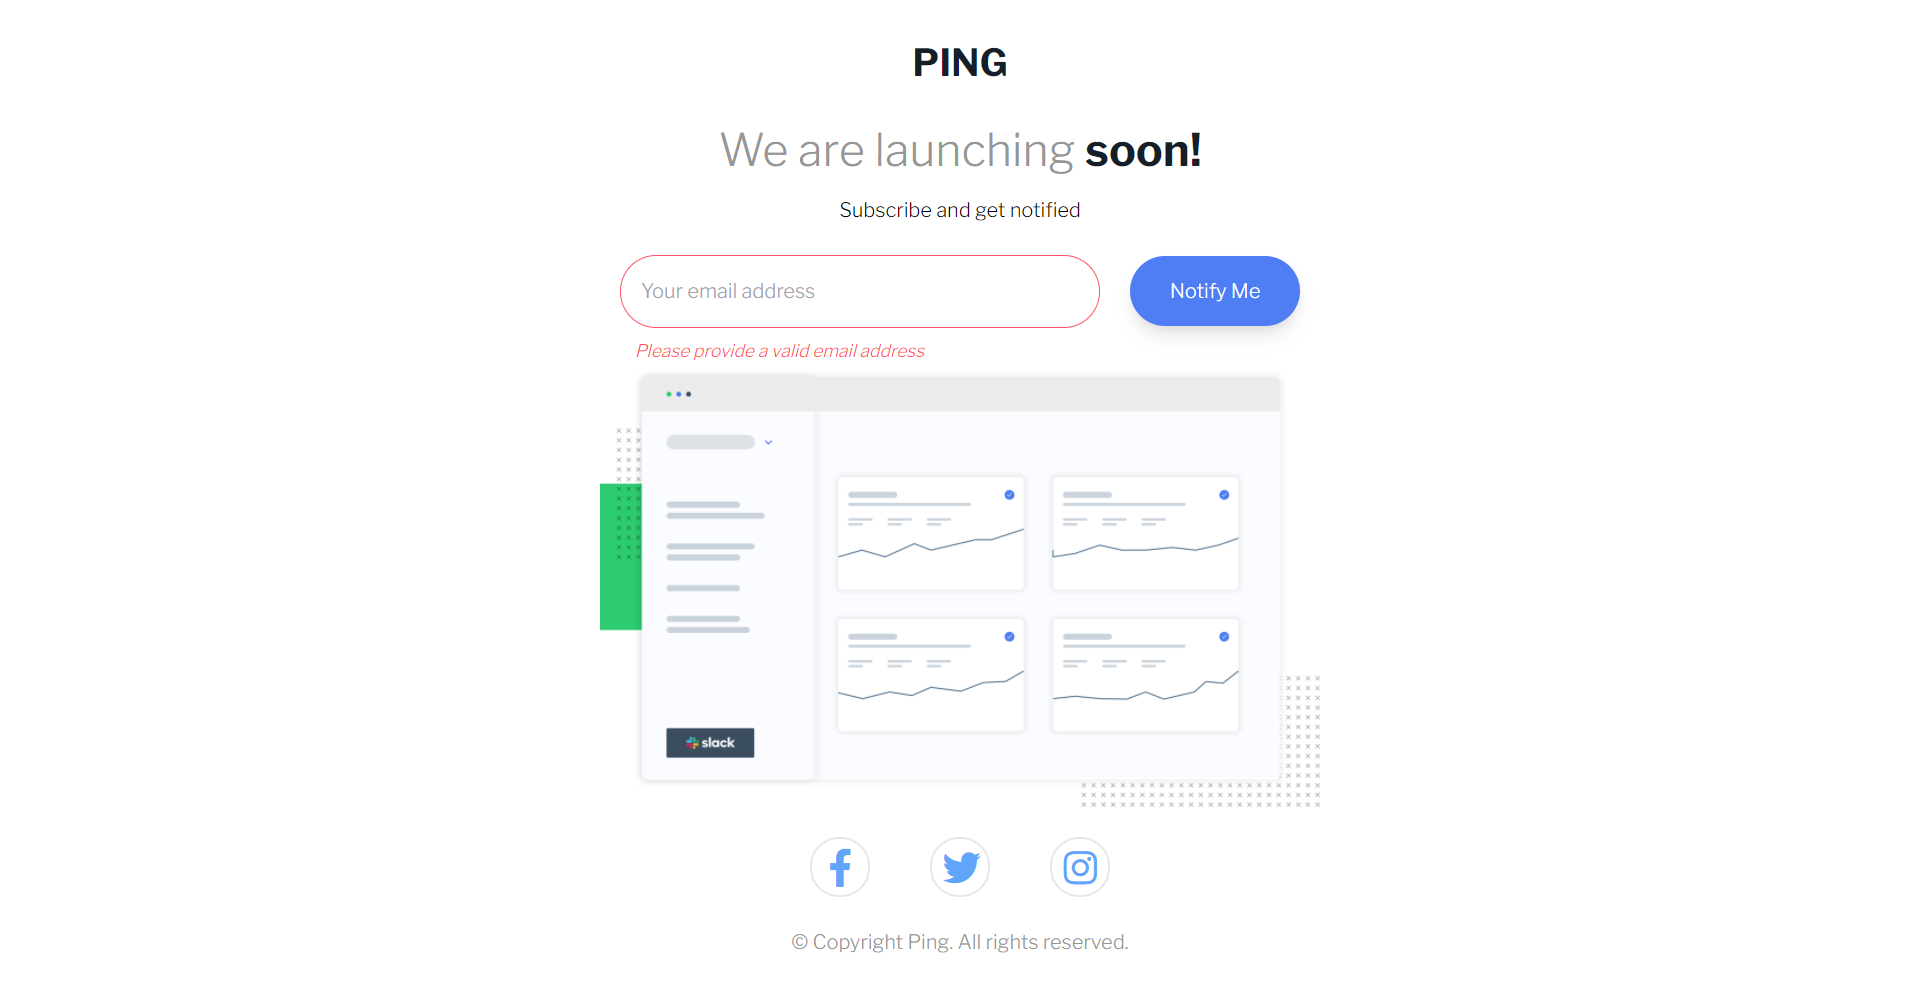 PING
We are launching soon!
Subscribe and get notified
Your email address
Notify Me
Please provide a valid email address
slack
© Copyright Ping. All rights reserved.